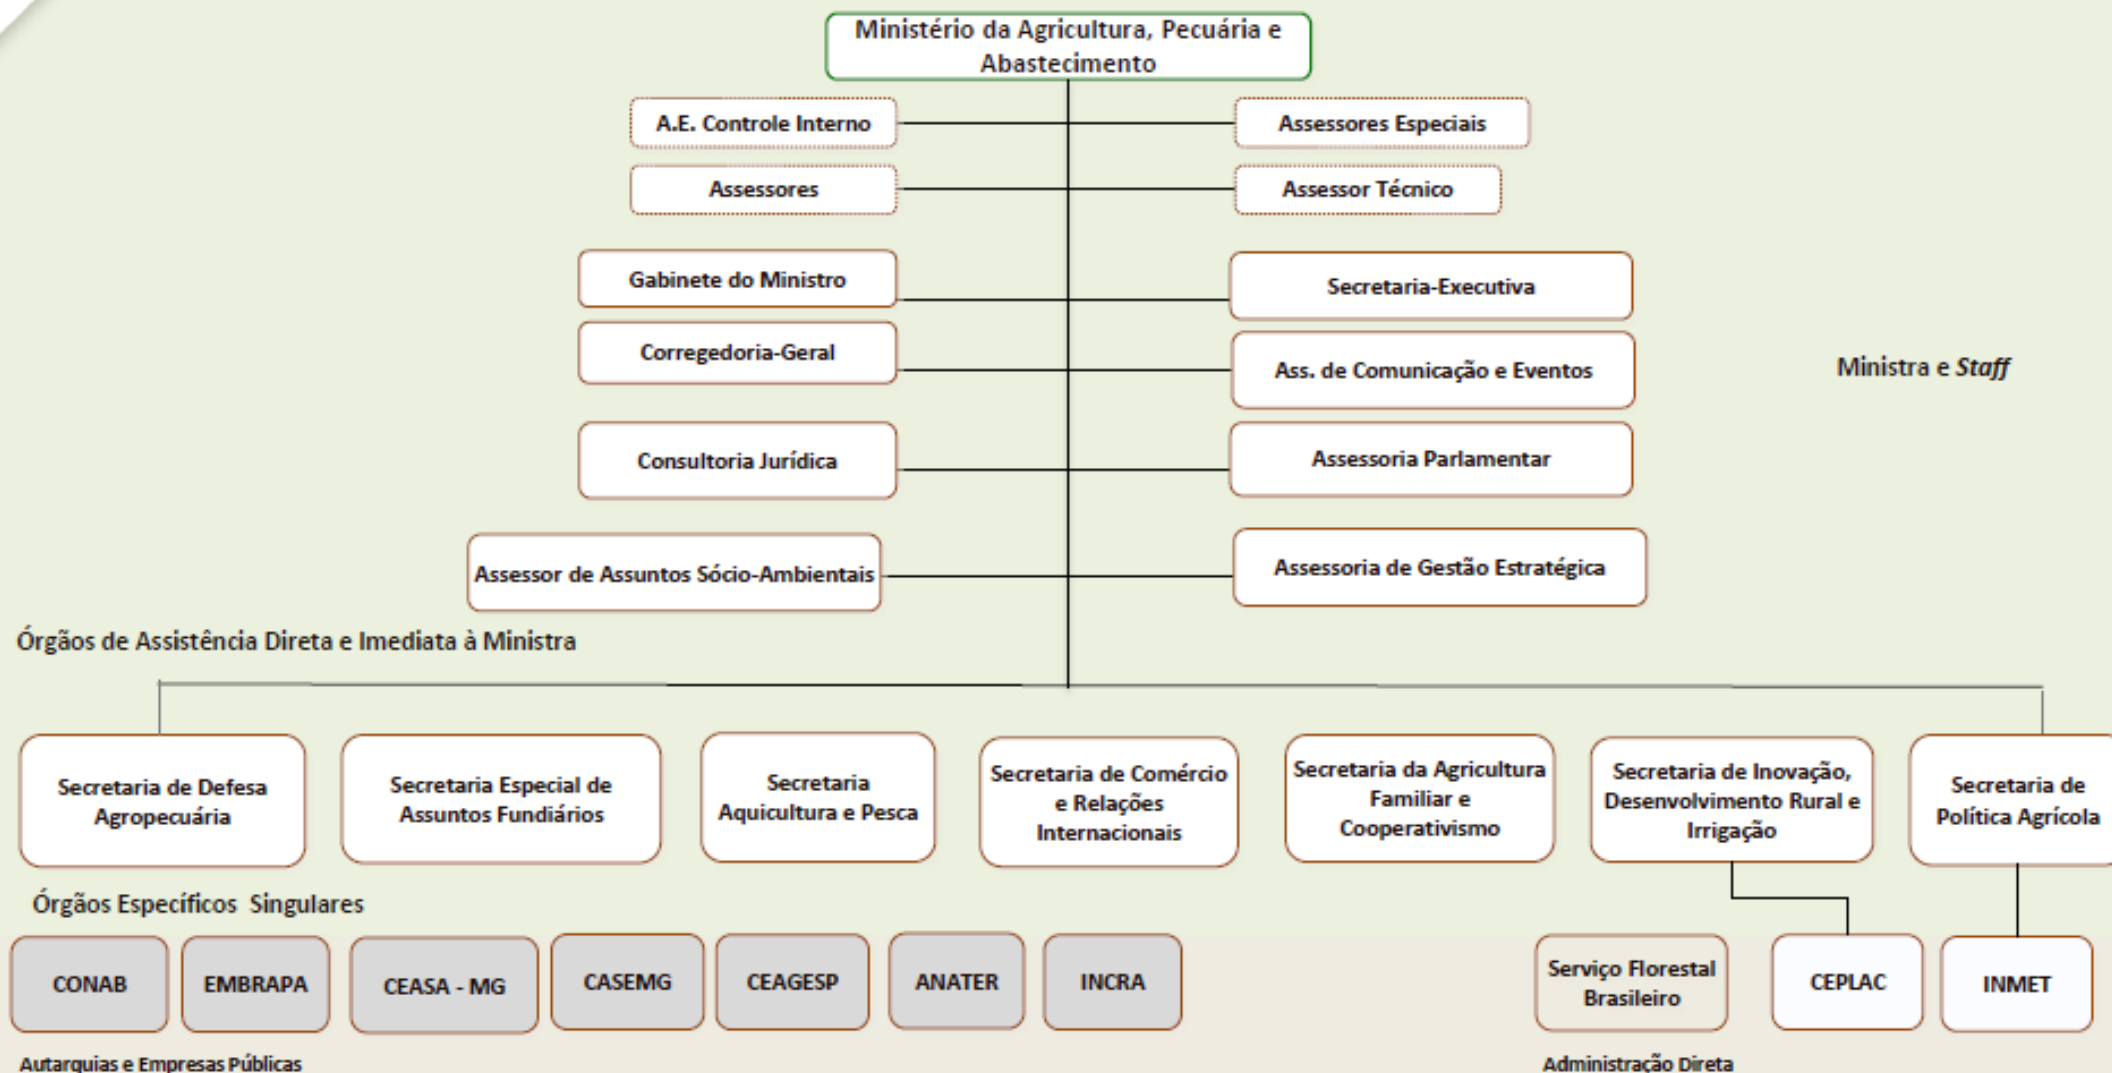 Ministério da Agricultura, Pecuária e
Abastecimento
A.E. Controle Interno
Assessores Especiais
Assessores
Assessor Técnico
Gabinete do Ministro
Secretaria-Executiva
Corregedoria-Geral
Ass. de Comunicação e Eventos
Ministra e Staff
Consultoria Jurídica
Assessoria Parlamentar
Assessor de Assuntos Sócio-Ambientais
Assessoria de Gestão Estratégica
Órgãos de Assistência Direta e Imediata à Ministra
Secretaria de Defesa
Agropecuária
Secretaria Especial de
Assuntos Fundiários
Secretaria
Aquicultura e Pesca
Secretaria de Comércio
e Relações
Internacionais
Secretaria da Agricultura
Familiar e
Cooperativismo
Secretaria de Inovação,
Desenvolvimento Rural e
Irrigação
Secretaria de
Política Agrícola
Órgãos Específicos Singulares
CONAB
EMBRAPA
CEASA - MG
CASEMG
CEAGESP
ANATER
INCRA
Serviço Florestal
Brasileiro
CEPLAC
INMET
Autarquias e Empresas Públicas
Administração Direta